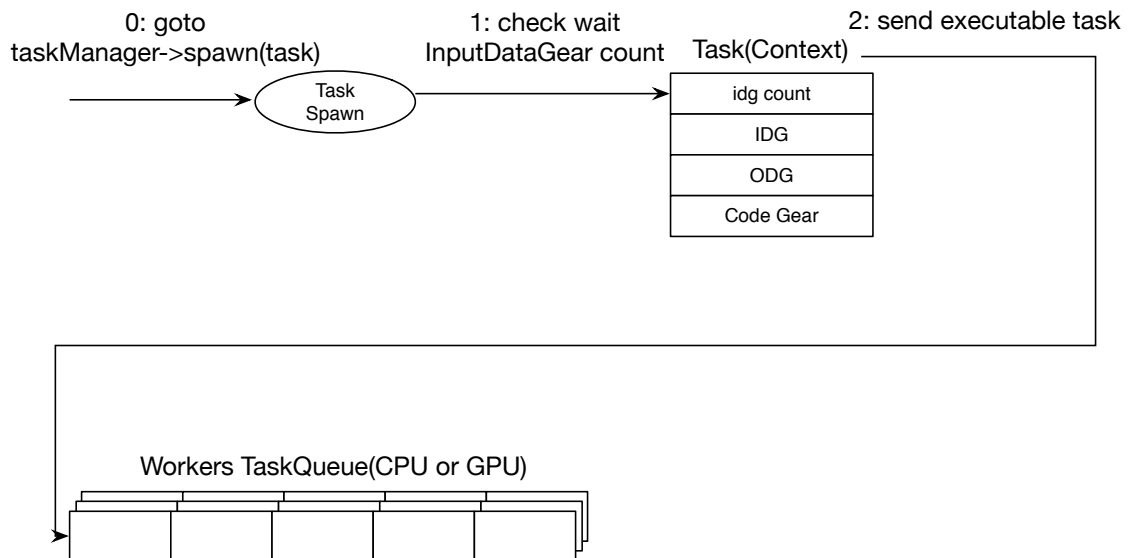 0: goto
taskManager->spawn(task)
1: check wait
InputDataGear count
2: send executable task
Task(Context)
Task
Spawn
idg count
IDG
ODG
Code Gear
Workers TaskQueue(CPU or GPU)